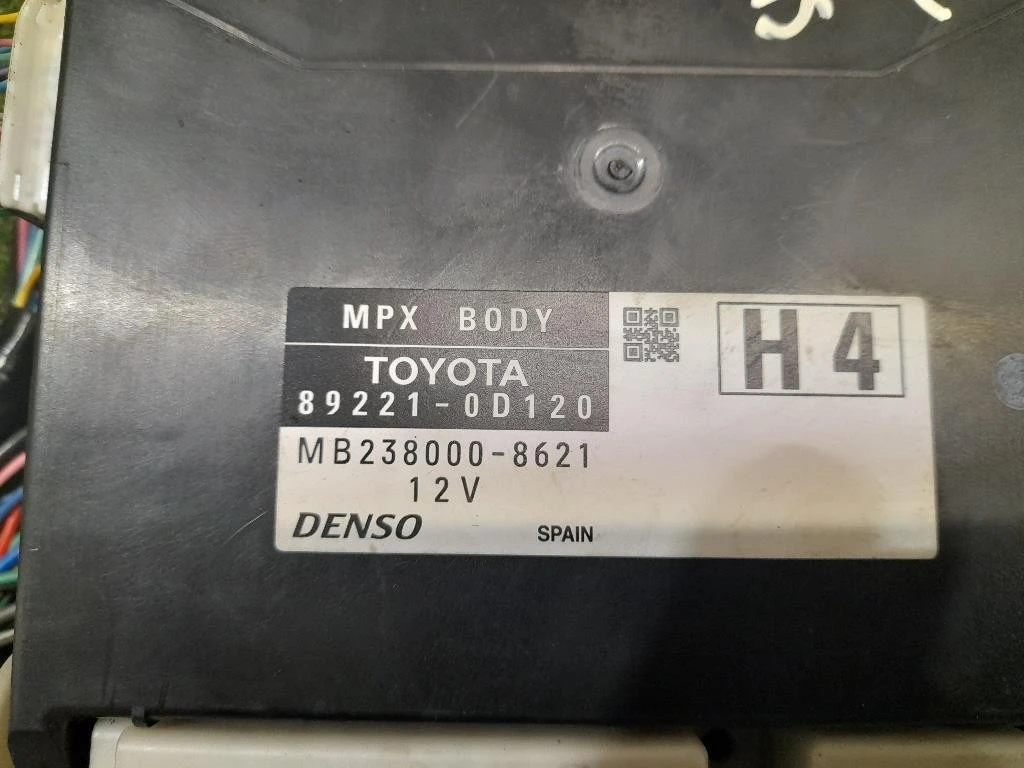 MPX BODY
TOYOTA
89221-0D120
MB238000-8621
12V
DENSO
SPAIN
H4